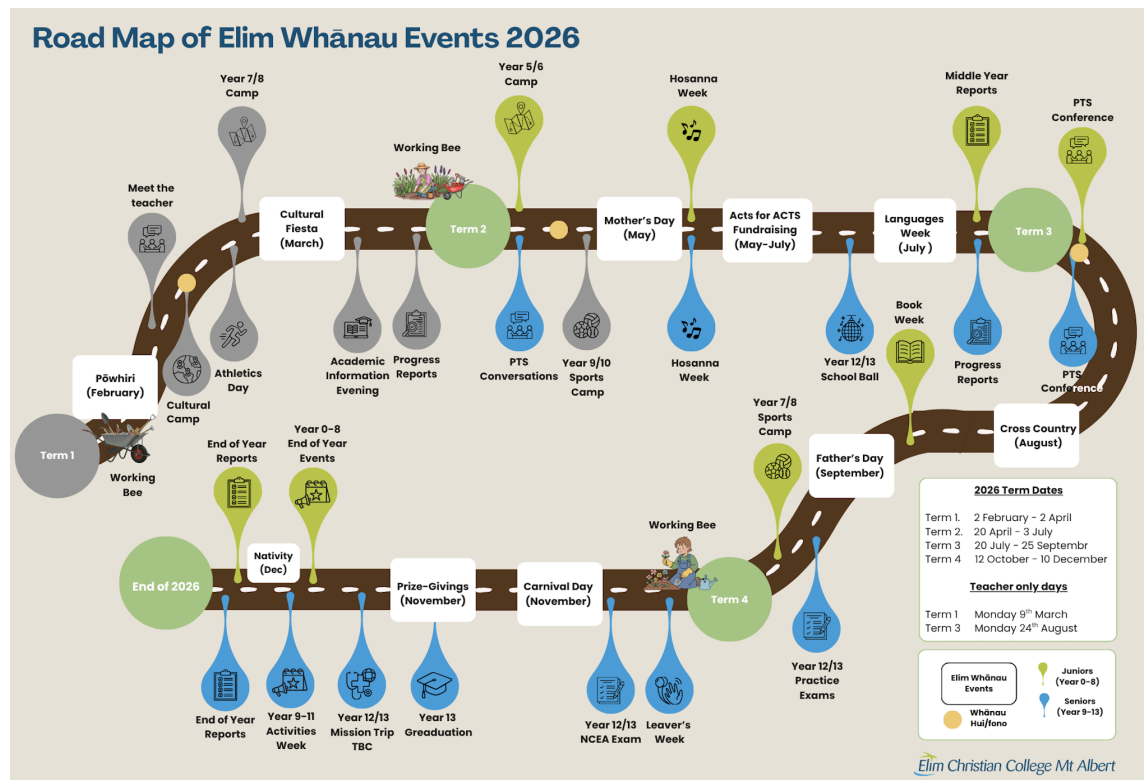 Road Map of Elim Whānau Events 2026
Term 1
Working
Bee
Pōwhiri
(February)
Meet the
teacher
Cultural
Camp
Year 7/8
Camp
Athletics
Day
Cultural
Fiesta
(March)
Academic
Information
Evening
Progress
Reports
Working Bee
Term 2
Year 5/6
Camp
PTS
Conversations
Year 9/10
Sports
Camp
Mother's Day
(May)
Hosanna
Week
Hosanna
Week
Acts for ACTS
Fundraising
(May-July)
Year 12/13
School Ball
Languages
Week
(July )
Middle Year
Reports
Progress
Reports
Term 3
PTS
Conference
PTS
Conference
Cross Country
(August)
Book
Week
Father's Day
(September)
Year 7/8
Sports
Camp
Year 12/13
Practice
Exams
Working Bee
Term 4
Leaver's
Week
Year 12/13
NCEA Exam
Carnival Day
(November)
Prize-Givings
(November)
Year 13
Greaduation
Year 12/13
Mission Trip
TBC
Year 0-8
End of Year
Events
Year 9-11
Activities
Week
Nativity
(Dec)
End of Year
Reports
End of Year
Reports
End of 2026
2026 Term Dates
Term 1. 2 February - 2 April
Term 2. 20 April - 3 July
Term 3 20 July - 25 Septembr
Term 4 12 October - 10 December
Teacher only days
Term 1 Monday 9th March
Term 3 Monday 24th August
Elim Whānau
Events
Whānau
Hui/fono
Juniors
(Year 0-8)
Seniors
(Year 9-13)
Elim Christian College Mt Albert